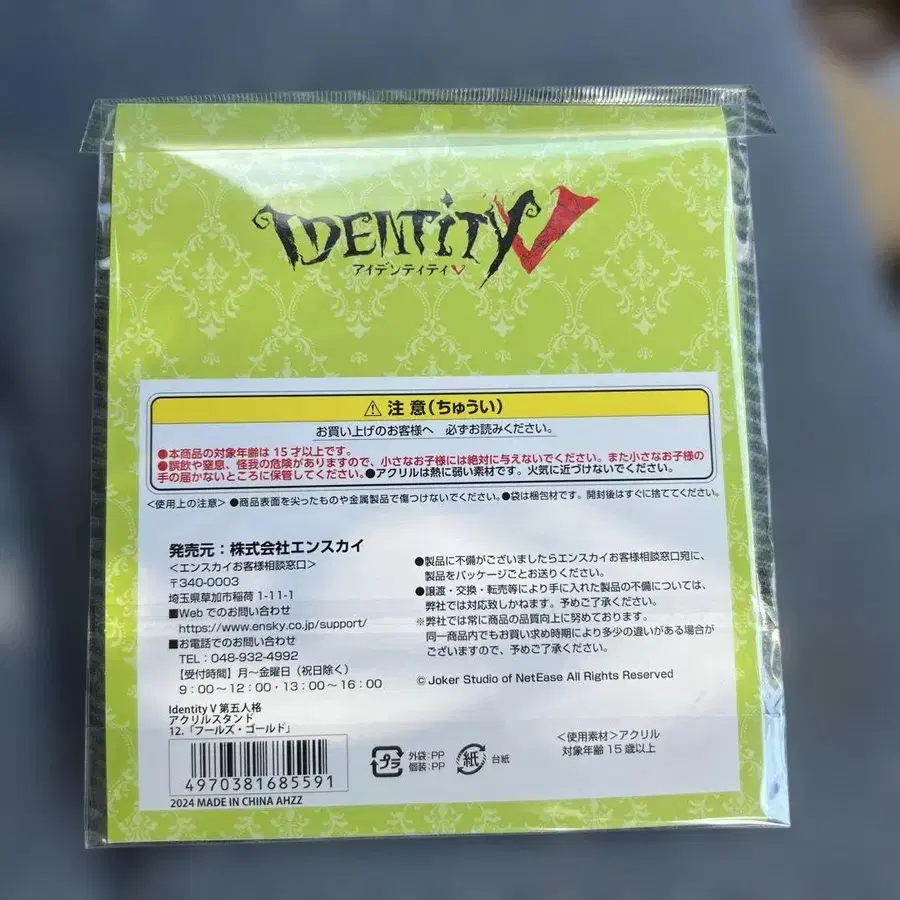 IDENTITY V
アイデンティティV
⚠ 注意(ちゅうい)
お買い上げのお客様へ 必ずお読みください。
●本商品の対象年齢は 15 才以上です。
●誤飲や窒息、怪我の危険がありますので、小さなお子様には絶対に与えないでください。また小さなお子様の
手の届かないところに保管してください。●アクリルは熱に弱い素材です。火気に近づけないでください。
<使用上の注意> ●商品表面を尖ったものや金属製品で傷つけないでください。●袋は梱包材です。開封後はすぐに捨ててください。
発売元:株式会社エンスカイ
<エンスカイお客様相談窓口>
〒340-0003
埼玉県草加市稲荷 1-11-1
■Web でのお問い合わせ
https://www.ensky.co.jp/support/
■お電話でのお問い合わせ
TEL:048-932-4992
【受付時間】月~金曜日(祝日除く)
9:00~12:00・13:00~16:00
●製品に不備がございましたらエンスカイお客様相談窓口宛に、
製品をパッケージごとお送りください。
●譲渡・交換・転売等により手に入れた製品の不備については、
弊社では対応致しかねます。予めご了承ください。
※弊社では常に商品の品質向上に努めております。
同一商品内でもお買い求め時期により多少の違いがある場合が
ございますので、予めご了承ください。
© Joker Studio of NetEase All Rights Reserved
Identity V 第五人格
アクリルスタンド
12.「フールズ・ゴールド」
4970381685591
2024 MADE IN CHINA AHZZ
プラ
外袋:PP
個装:PP
紙
台紙
<使用素材>アクリル
対象年齢 15 歳以上